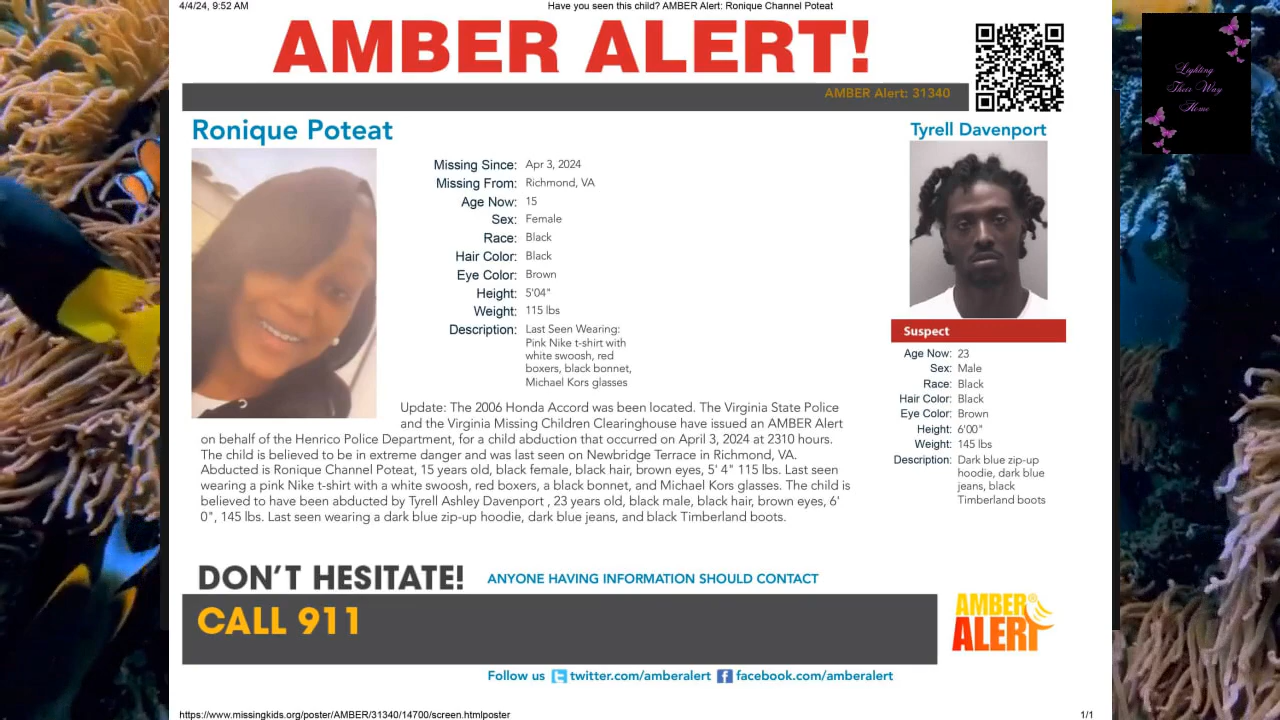 4/4/24, 9:52 AM
Have you seen this child? AMBER Alert: Ronique Channel Poteat
AMBER ALERT!
AMBER Alert: 31340
Lighting
Their Way
Home
Ronique Poteat
Missing Since: Apr 3, 2024
Missing From: Richmond, VA
Age Now: 15
Sex: Female
Race: Black
Hair Color: Black
Eye Color: Brown
Height: 5'04"
Weight: 115 lbs
Description: Last Seen Wearing:
Pink Nike t-shirt with
white swoosh, red
boxers, black bonnet,
Michael Kors glasses
Tyrell Davenport
Suspect
Age Now: 23
Sex: Male
Race: Black
Hair Color: Black
Eye Color: Brown
Height: 6'00"
Weight: 145 lbs
Description: Dark blue zip-up
hoodie, dark blue
jeans, black
Timberland boots
Update: The 2006 Honda Accord was been located. The Virginia State Police
and the Virginia Missing Children Clearinghouse have issued an AMBER Alert
on behalf of the Henrico Police Department, for a child abduction that occurred on April 3, 2024 at 2310 hours.
The child is believed to be in extreme danger and was last seen on Newbridge Terrace in Richmond, VA.
Abducted is Ronique Channel Poteat, 15 years old, black female, black hair, brown eyes, 5' 4" 115 lbs. Last seen
wearing a pink Nike t-shirt with a white swoosh, red boxers, a black bonnet, and Michael Kors glasses. The child is
believed to have been abducted by Tyrell Ashley Davenport , 23 years old, black male, black hair, brown eyes, 6'
0", 145 lbs. Last seen wearing a dark blue zip-up hoodie, dark blue jeans, and black Timberland boots.
DON'T HESITATE!
ANYONE HAVING INFORMATION SHOULD CONTACT
CALL 911
AMBER®
ALERT
Follow us twitter.com/amberalert facebook.com/amberalert
https://www.missingkids.org/poster/AMBER/31340/14700/screen.htmlposter
1/1